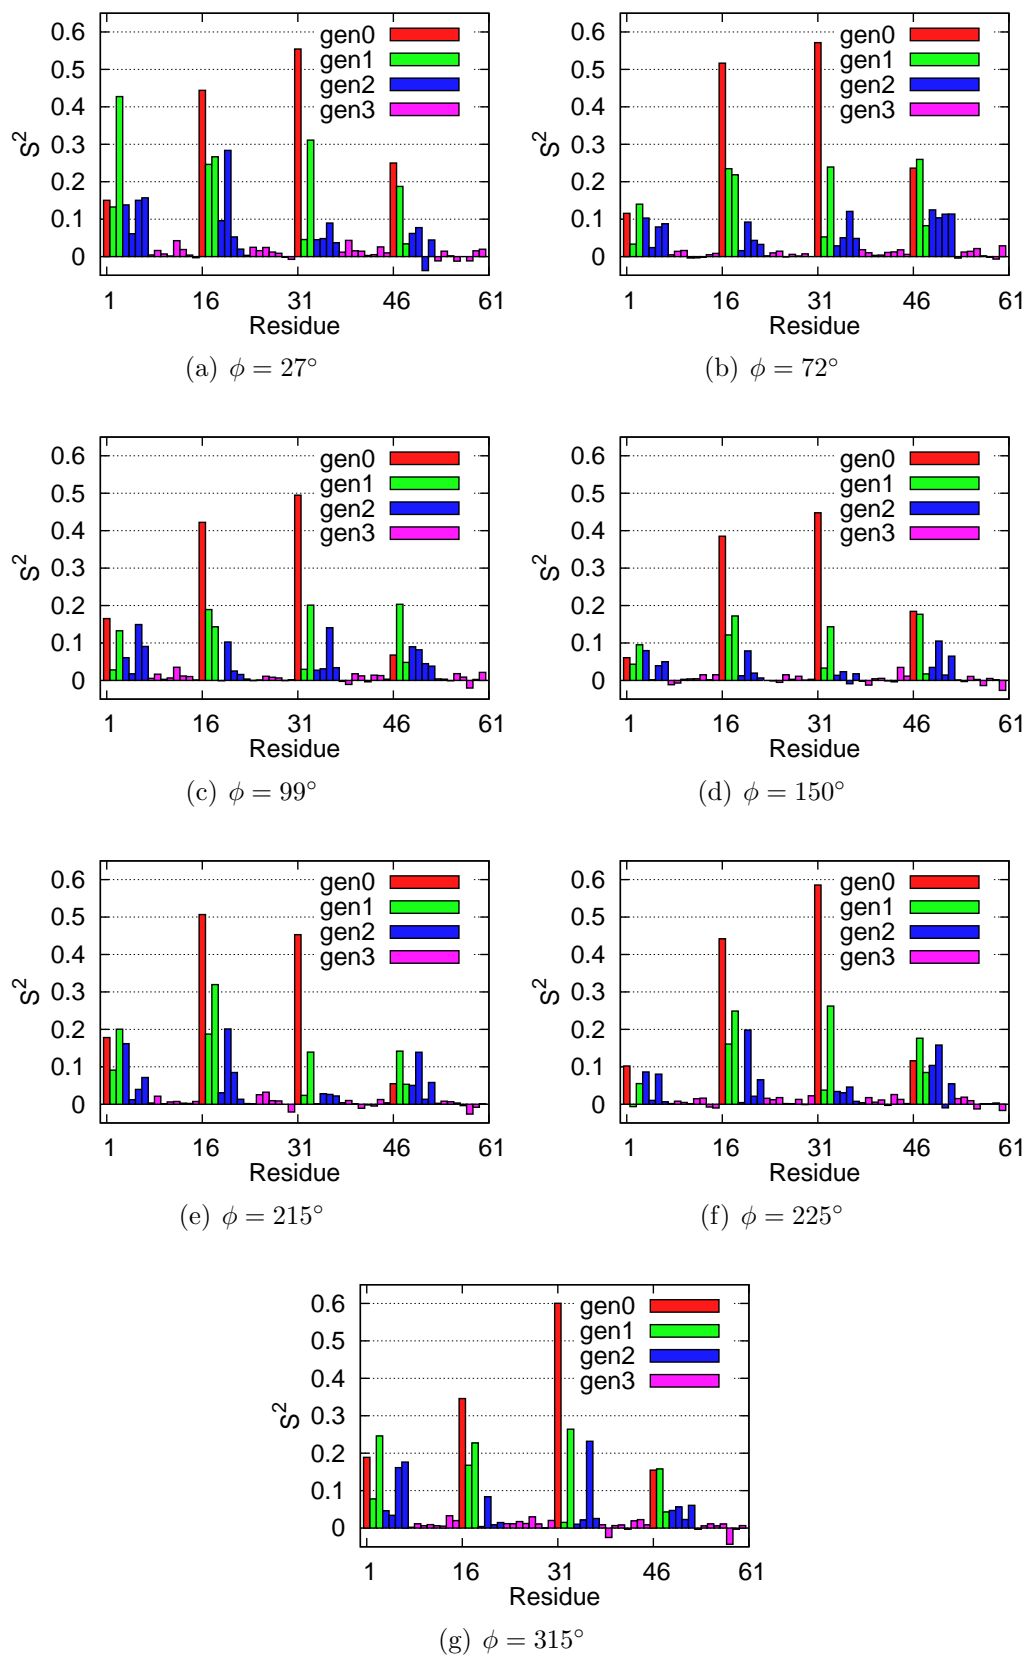 0.6
0.5
0.4
0.3
0.2
0.1
0
S²
gen0
gen1
gen2
gen3
1 16 31 46 61
Residue
(a) ϕ = 27°
0.6
0.5
0.4
0.3
0.2
0.1
0
S²
gen0
gen1
gen2
gen3
1 16 31 46 61
Residue
(b) ϕ = 72°
0.6
0.5
0.4
0.3
0.2
0.1
0
S²
gen0
gen1
gen2
gen3
1 16 31 46 61
Residue
(c) ϕ = 99°
0.6
0.5
0.4
0.3
0.2
0.1
0
S²
gen0
gen1
gen2
gen3
1 16 31 46 61
Residue
(d) ϕ = 150°
0.6
0.5
0.4
0.3
0.2
0.1
0
S²
gen0
gen1
gen2
gen3
1 16 31 46 61
Residue
(e) ϕ = 215°
0.6
0.5
0.4
0.3
0.2
0.1
0
S²
gen0
gen1
gen2
gen3
1 16 31 46 61
Residue
(f) ϕ = 225°
0.6
0.5
0.4
0.3
0.2
0.1
0
S²
gen0
gen1
gen2
gen3
1 16 31 46 61
Residue
(g) ϕ = 315°